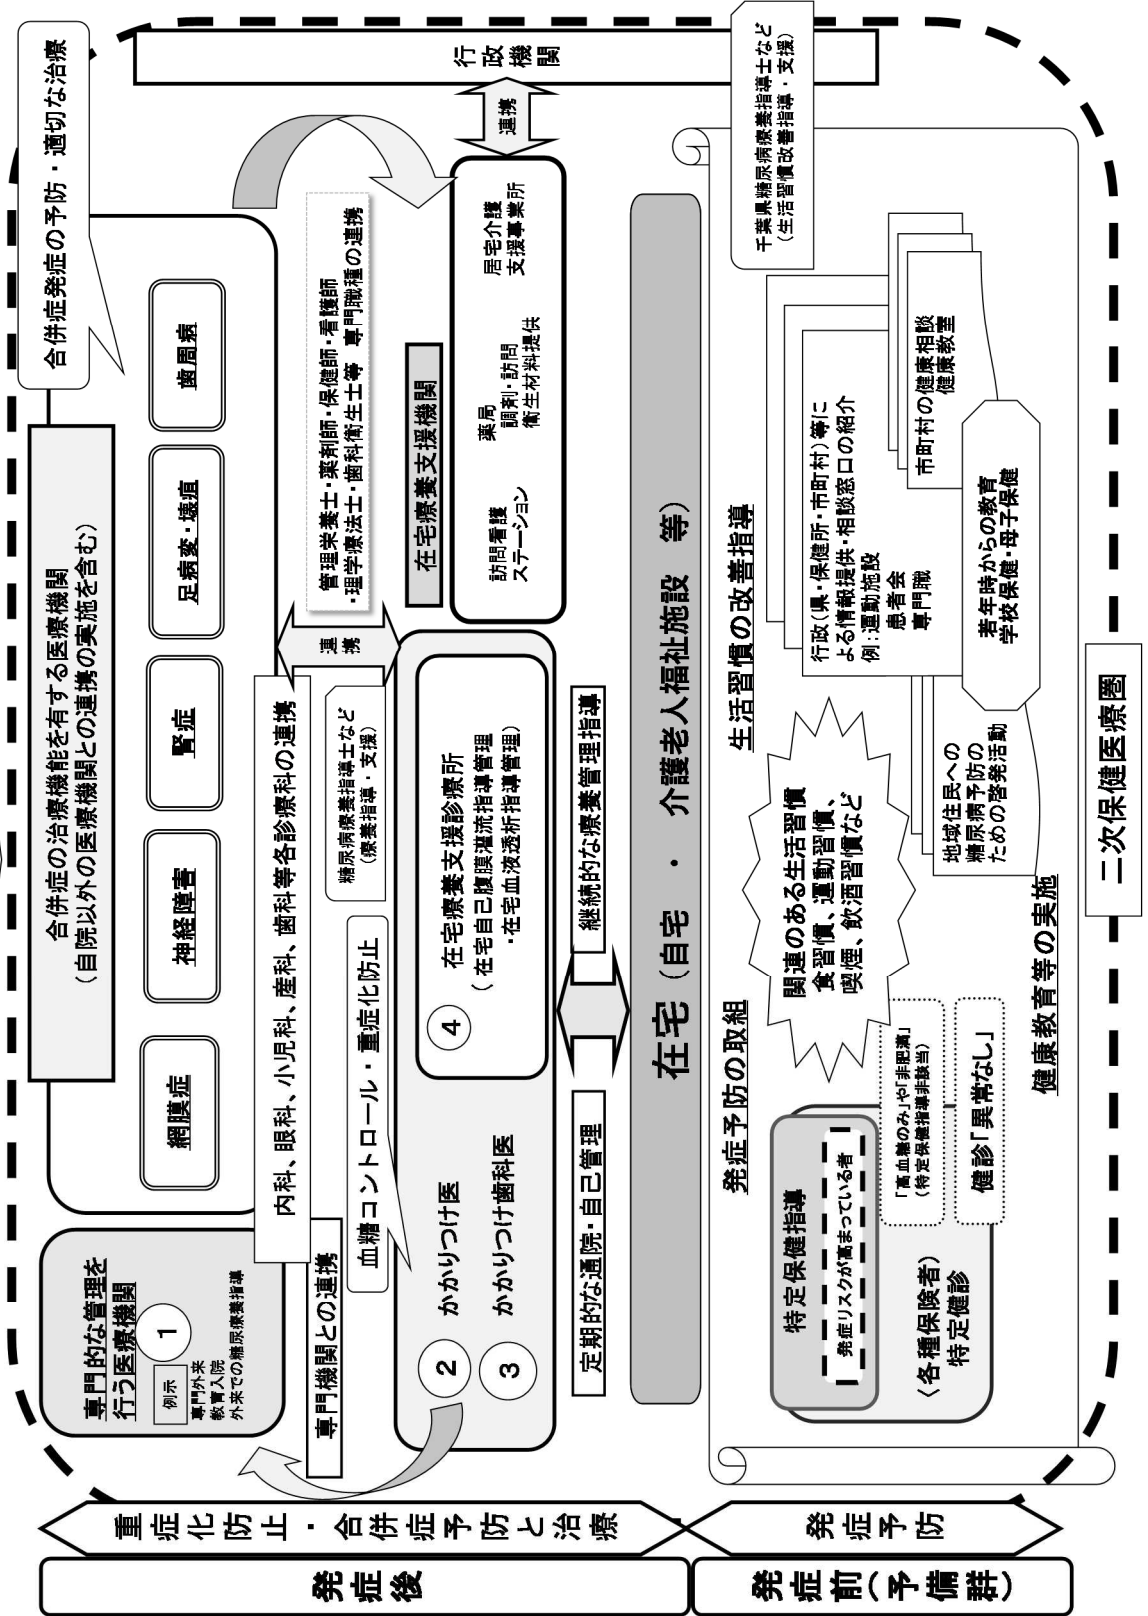 発症後
重症化防止・合併症予防と治療
合併症の治療機能を有する医療機関
（自院以外の医療機関との連携の実施を含む）
合併症発症の予防・適切な治療
専門的な管理を
行う医療機関
1
例示
専門外来
教育入院
外来での糖尿療養指導
網膜症
神経障害
腎症
足病変・壊疽
歯周病
内科、眼科、小児科、産科、歯科等各診療科の連携
専門機関との連携
血糖コントロール・重症化防止
糖尿病療養指導士など
（療養指導・支援）
連携
管理栄養士・薬剤師・保健師・看護師
・理学療法士・歯科衛生士等　専門職種の連携
2
かかりつけ医
3
かかりつけ歯科医
4
在宅療養支援診療所
（在宅自己腹膜灌流指導管理
・在宅血液透析指導管理）
在宅療養支援機関
訪問看護
ステーション
薬局
調剤・訪問
衛生材料提供
居宅介護
支援事業所
連携
行政機関
定期的な通院・自己管理
継続的な療養管理指導
在宅（自宅　・　介護老人福祉施設　等）
発症前（予備群）
発症予防
発症予防の取組
生活習慣の改善指導
千葉県糖尿病療養指導士など
（生活習慣改善指導・支援）
特定保健指導
発症リスクが高まっている者
〈各種保険者〉
特定健診
「高血糖のみ」や「非肥満」
（特定保健指導非該当）
健診「異常なし」
関連のある生活習慣
食習慣、運動習慣、
喫煙、飲酒習慣など
行政（県・保健所・市町村）等に
よる情報提供・相談窓口の紹介
例：運動施設
患者会
専門職
市町村の健康相談
健康教室
若年時からの教育
学校保健・母子保健
地域住民への
糖尿病予防の
ための啓発活動
健康教育等の実施
二次保健医療圏